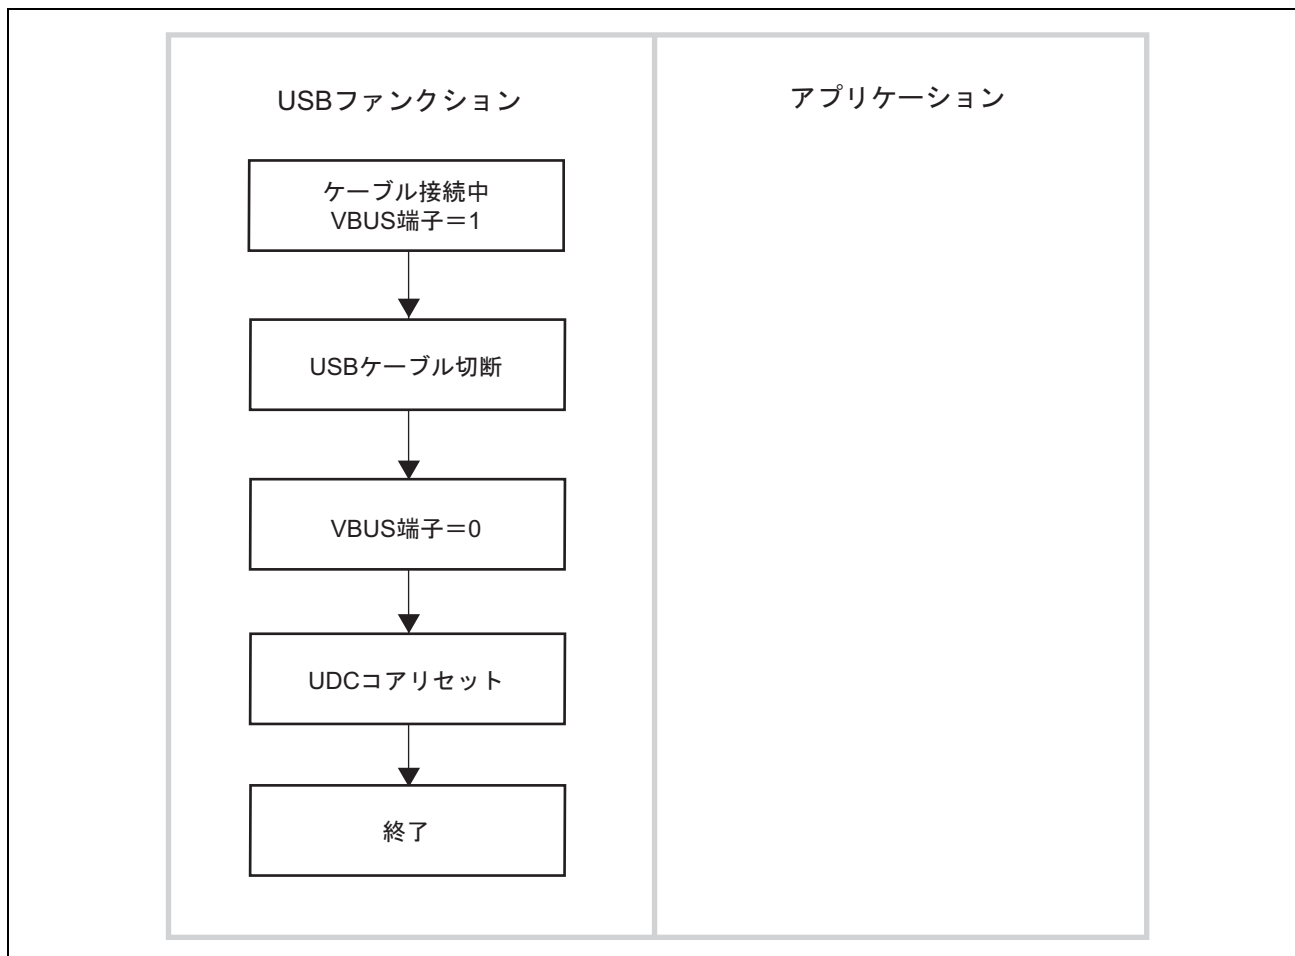 USBファンクション
アプリケーション
ケーブル接続中
VBUS端子＝1
USBケーブル切断
VBUS端子＝0
UDCコアリセット
終了